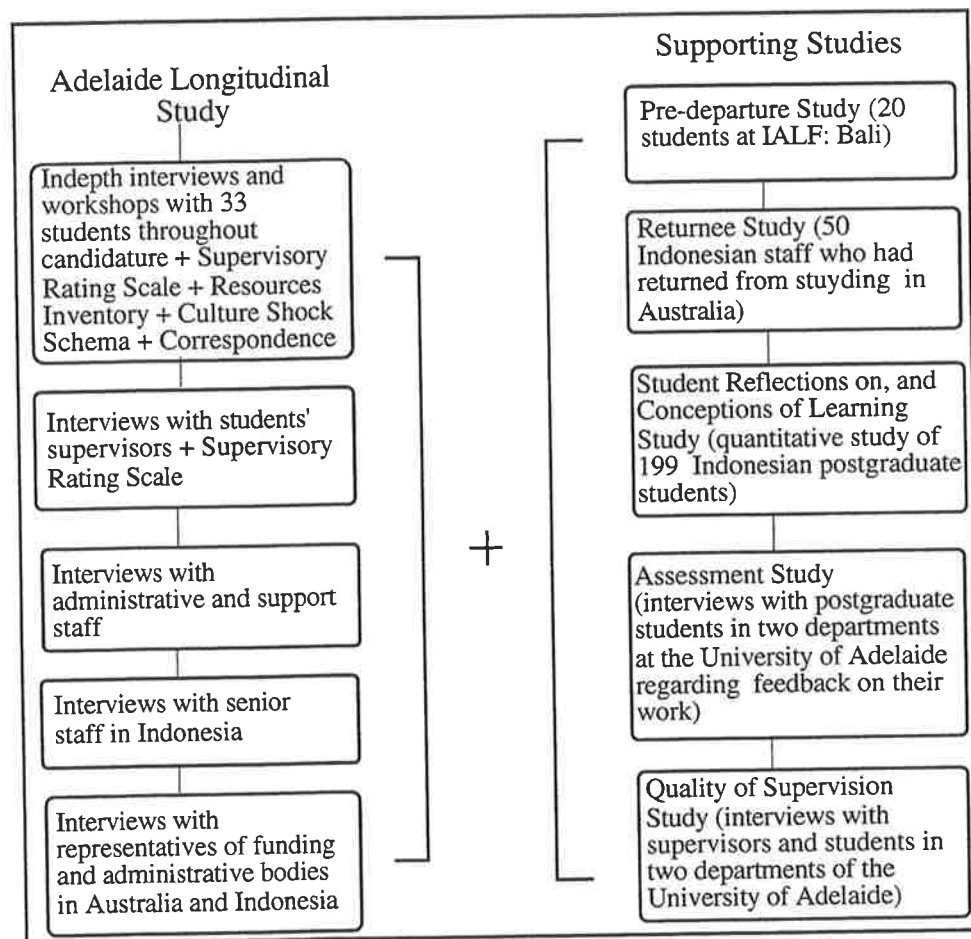 Adelaide Longitudinal
Study
Indepth interviews and
workshops with 33
students throughout
candidature + Supervisory
Rating Scale + Resources
Inventory + Culture Shock
Schema + Correspondence
Interviews with students'
supervisors + Supervisory
Rating Scale
Interviews with
administrative and support
staff
Interviews with senior
staff in Indonesia
Interviews with
representatives of funding
and administrative bodies
in Australia and Indonesia
+
Supporting Studies
Pre-departure Study (20
students at IALF: Bali)
Returnee Study (50
Indonesian staff who had
returned from stuyding in
Australia)
Student Reflections on, and
Conceptions of Learning
Study (quantitative study of
199 Indonesian postgraduate
students)
Assessment Study
(interviews with postgraduate
students in two departments
at the University of Adelaide
regarding feedback on their
work)
Quality of Supervision
Study (interviews with
supervisors and students in
two departments of the
University of Adelaide)